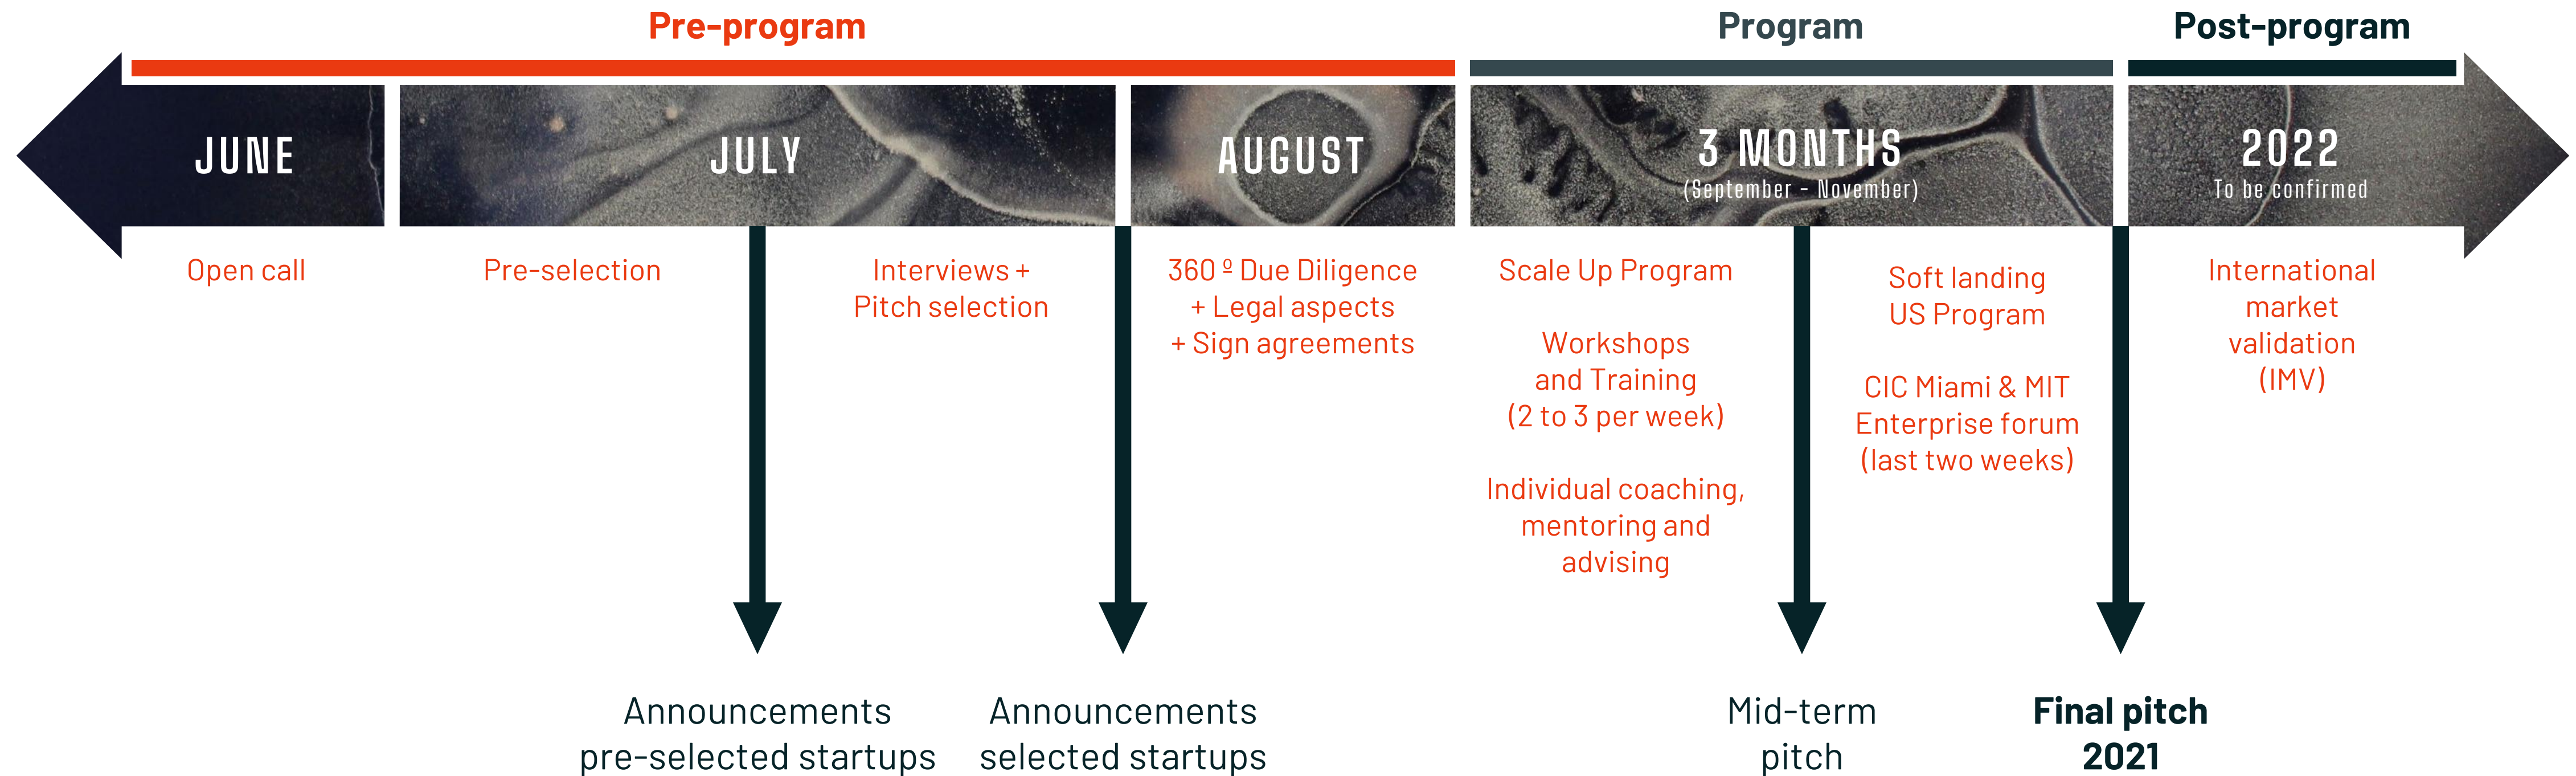 Pre-program
Program
Post-program
JUNE
JULY
AUGUST
3 MONTHS
(September - November)
2022
To be confirmed
Open call
Pre-selection
Interviews +
Pitch selection
360 º Due Diligence
+ Legal aspects
+ Sign agreements
Scale Up Program
Workshops
and Training
(2 to 3 per week)
Individual coaching,
mentoring and
advising
Soft landing
US Program
CIC Miami & MIT
Enterprise forum
(last two weeks)
International
market
validation
(IMV)
Announcements
pre-selected startups
Announcements
selected startups
Mid-term
pitch
Final pitch
2021